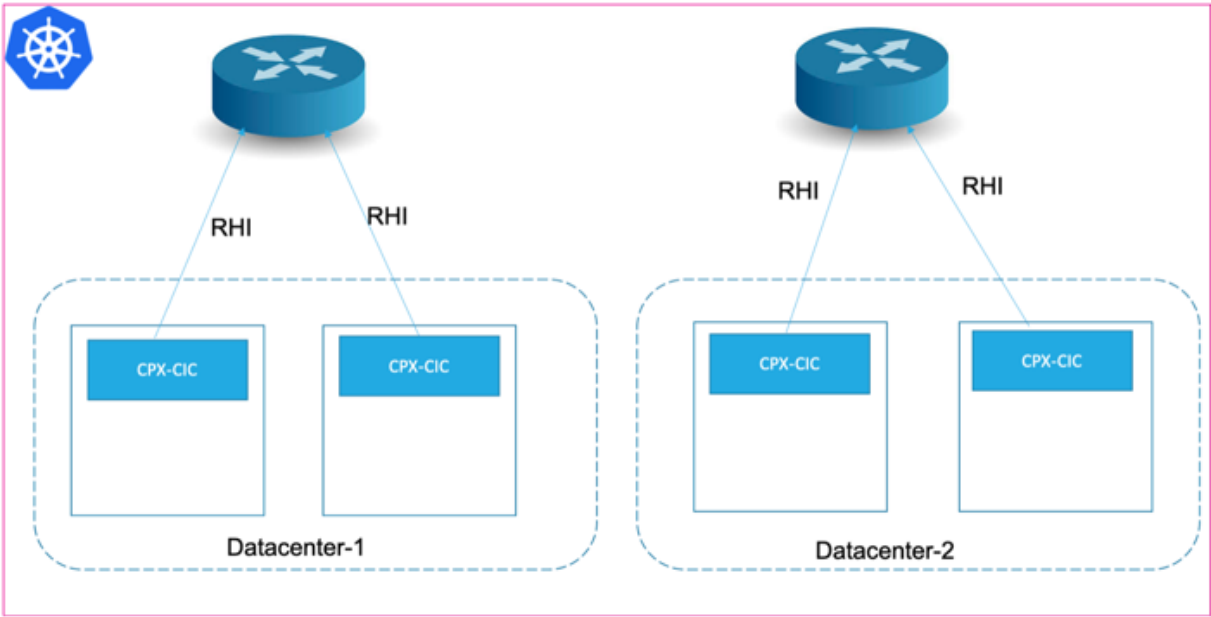 RHI
RHI
RHI
RHI
CPX-CIC
CPX-CIC
CPX-CIC
CPX-CIC
Datacenter-1
Datacenter-2